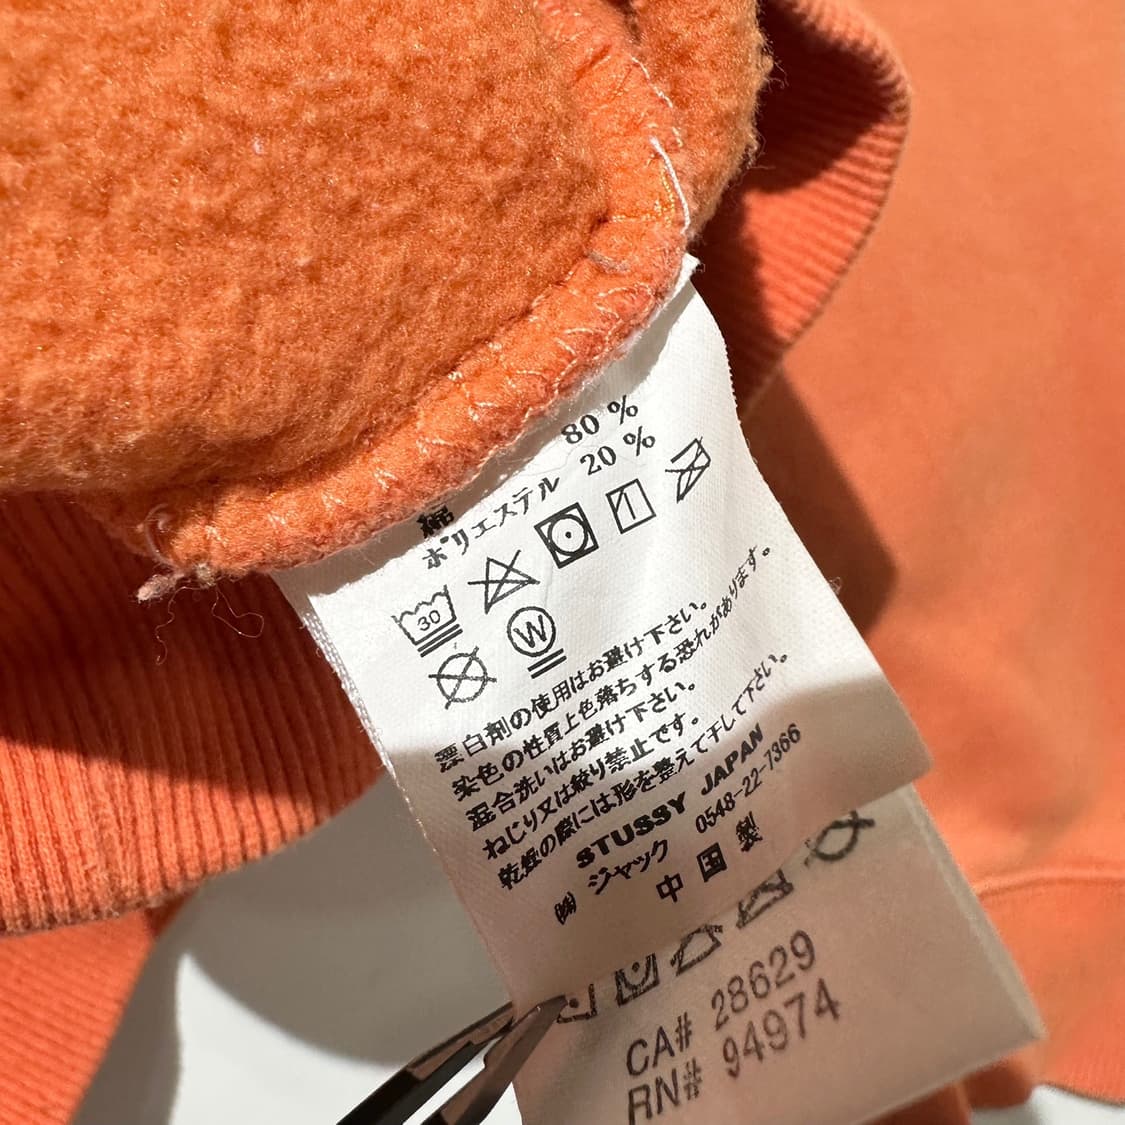 綿 80 %
ポリエステル 20 %
30
W
漂白剤の使用はお避け下さい。
染色の性質上色落ちする恐れがあります。
混合洗いはお避け下さい。
ねじり又は絞り禁止です。
乾燥の際には形を整えて干して下さい。
STUSSY JAPAN
㈱ ジャック 0548-22-7366
中国製
CA# 28629
RN# 94974